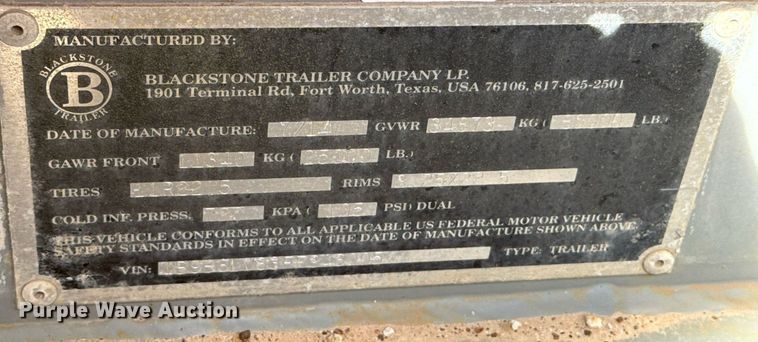 MANUFACTURED BY:
BLACKSTONE
B
TRAILER
BLACKSTONE TRAILER COMPANY LP.
1901 Terminal Rd, Fort Worth, Texas, USA 76106, 817-625-2501
DATE OF MANUFACTURE: 7/14 GVWR KG ( LB.)
GAWR FRONT KG ( LB.)
TIRES RIMS
COLD INF. PRESS. KPA ( PSI) DUAL
THIS VEHICLE CONFORMS TO ALL APPLICABLE US FEDERAL MOTOR VEHICLE
SAFETY STANDARDS IN EFFECT ON THE DATE OF MANUFACTURE SHOWN ABOVE
VIN: TYPE: TRAILER
Purple Wave Auction